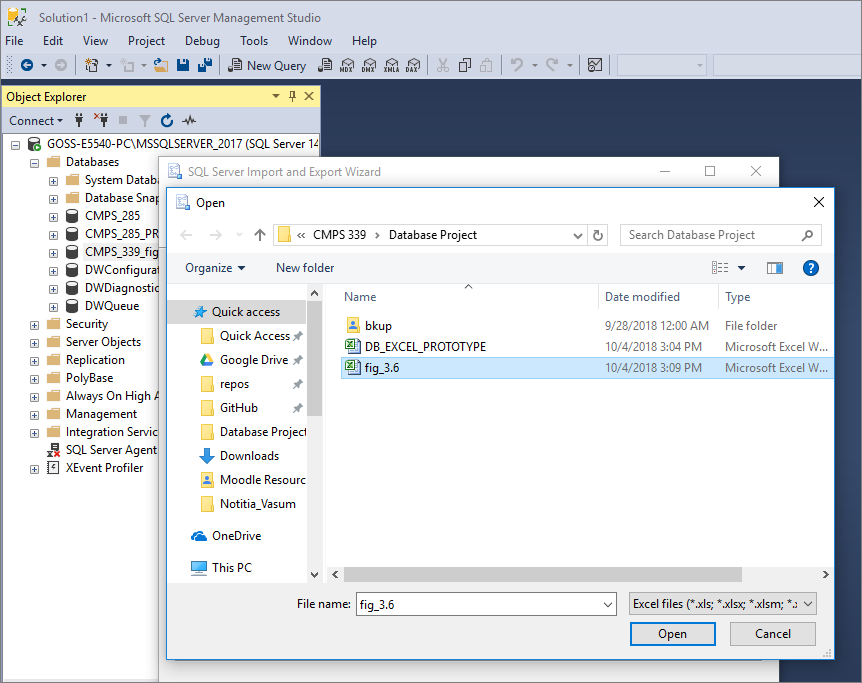 Solution1 - Microsoft SQL Server Management Studio
File Edit View Project Debug Tools Window Help
New Query MDX DMX XMLA DAX
Object Explorer
Connect
GOSS-E5540-PC\MSSQLSERVER_2017 (SQL Server 14
Databases
System Databa
Database Snap
CMPS_285
CMPS_285_PR
CMPS_339_fig
DWConfigurat
DWDiagnostic
DWQueue
Security
Server Objects
Replication
PolyBase
Always On High A
Management
Integration Servic
SQL Server Agent
XEvent Profiler
SQL Server Import and Export Wizard
Open
« CMPS 339 › Database Project
Search Database Project
Organize New folder
Name Date modified Type
Quick access
Quick Access
Google Drive
repos
GitHub
Database Project
Downloads
Moodle Resourc
Notitia_Vasum
OneDrive
This PC
bkup 9/28/2018 12:00 AM File folder
DB_EXCEL_PROTOTYPE 10/4/2018 3:04 PM Microsoft Excel W...
fig_3.6 10/4/2018 3:09 PM Microsoft Excel W...
File name: fig_3.6 Excel files (*.xls; *.xlsx; *.xlsm; *.x
Open Cancel